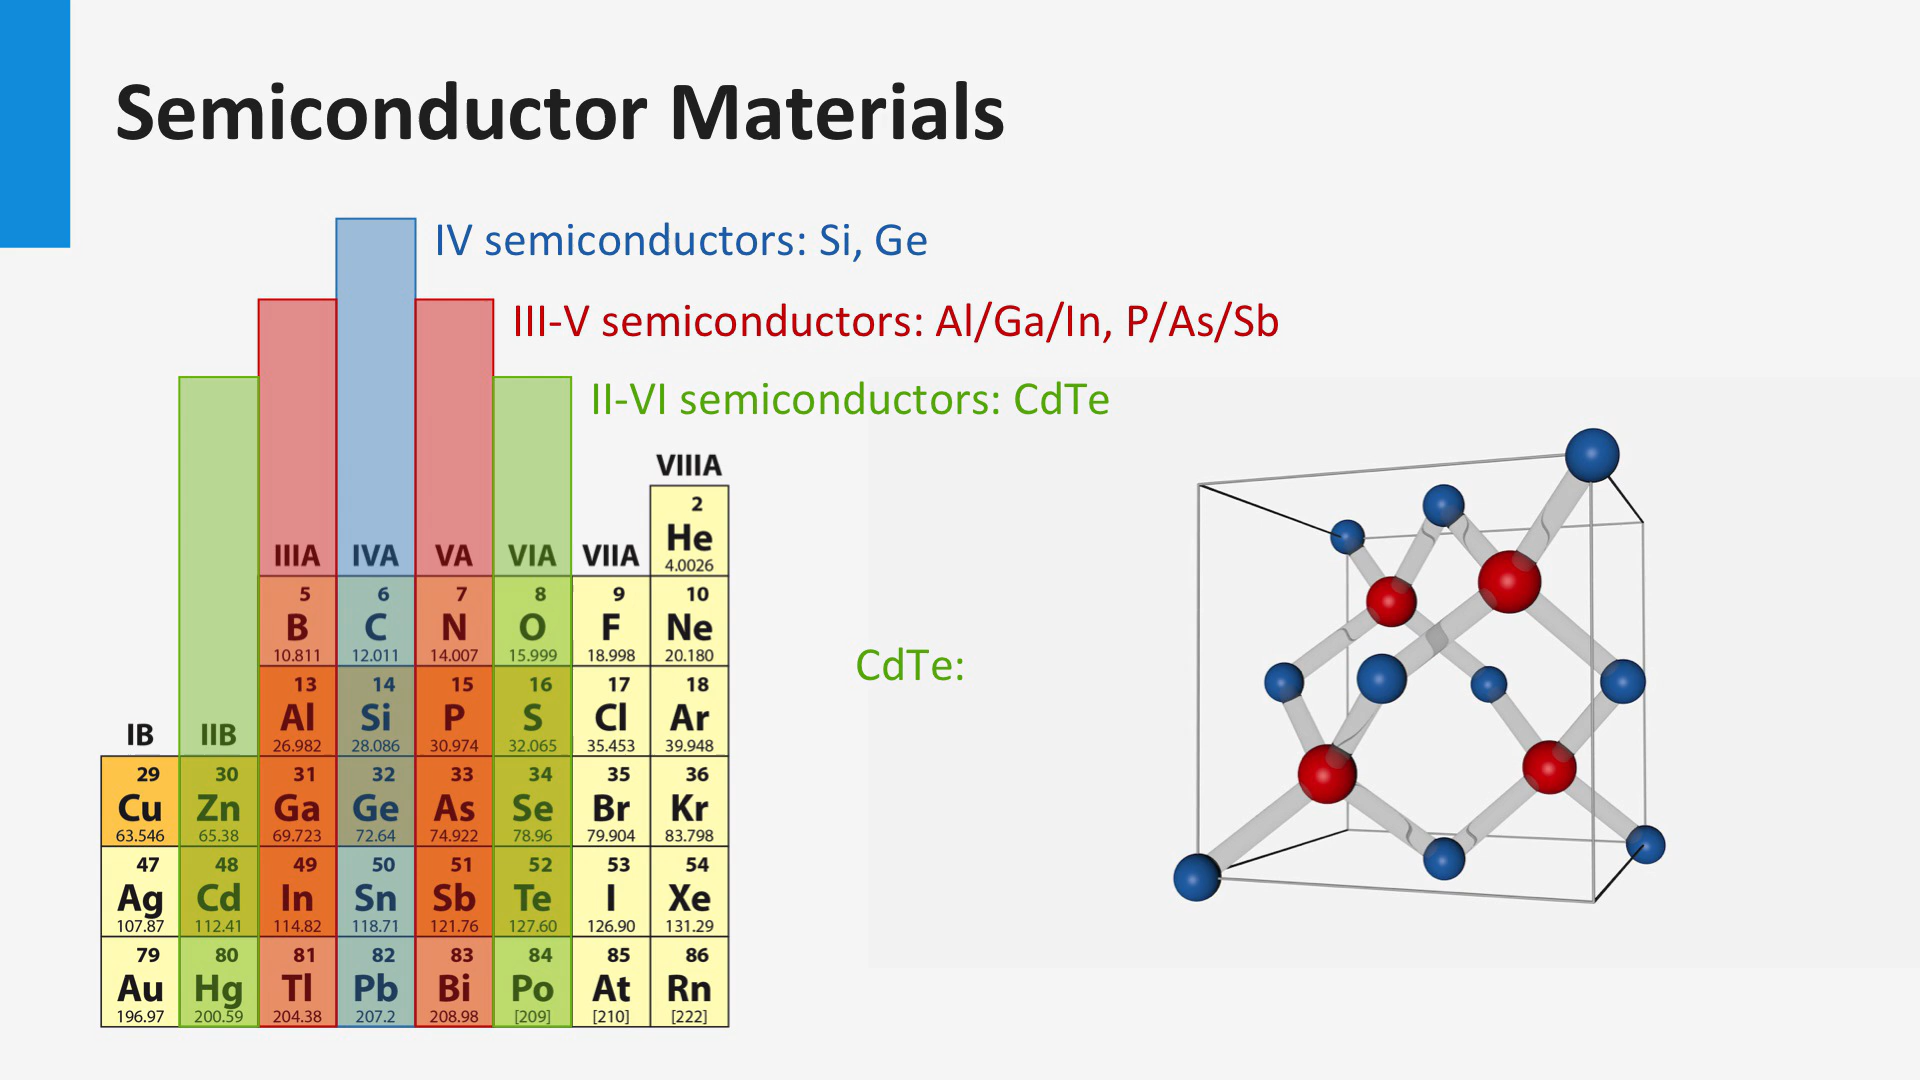 Semiconductor Materials
IV semiconductors: Si, Ge
III-V semiconductors: Al/Ga/In, P/As/Sb
II-VI semiconductors: CdTe
VIIIA
2
He
4.0026
IIIA IVA VA VIA VIIA
5 6 7 8 9 10
B C N O F Ne
10.811 12.011 14.007 15.999 18.998 20.180
13 14 15 16 17 18
Al Si P S Cl Ar
26.982 28.086 30.974 32.065 35.453 39.948
IB IIB
29 30 31 32 33 34 35 36
Cu Zn Ga Ge As Se Br Kr
63.546 65.38 69.723 72.64 74.922 78.96 79.904 83.798
47 48 49 50 51 52 53 54
Ag Cd In Sn Sb Te I Xe
107.87 112.41 114.82 118.71 121.76 127.60 126.90 131.29
79 80 81 82 83 84 85 86
Au Hg Tl Pb Bi Po At Rn
196.97 200.59 204.38 207.2 208.98 [209] [210] [222]
CdTe: